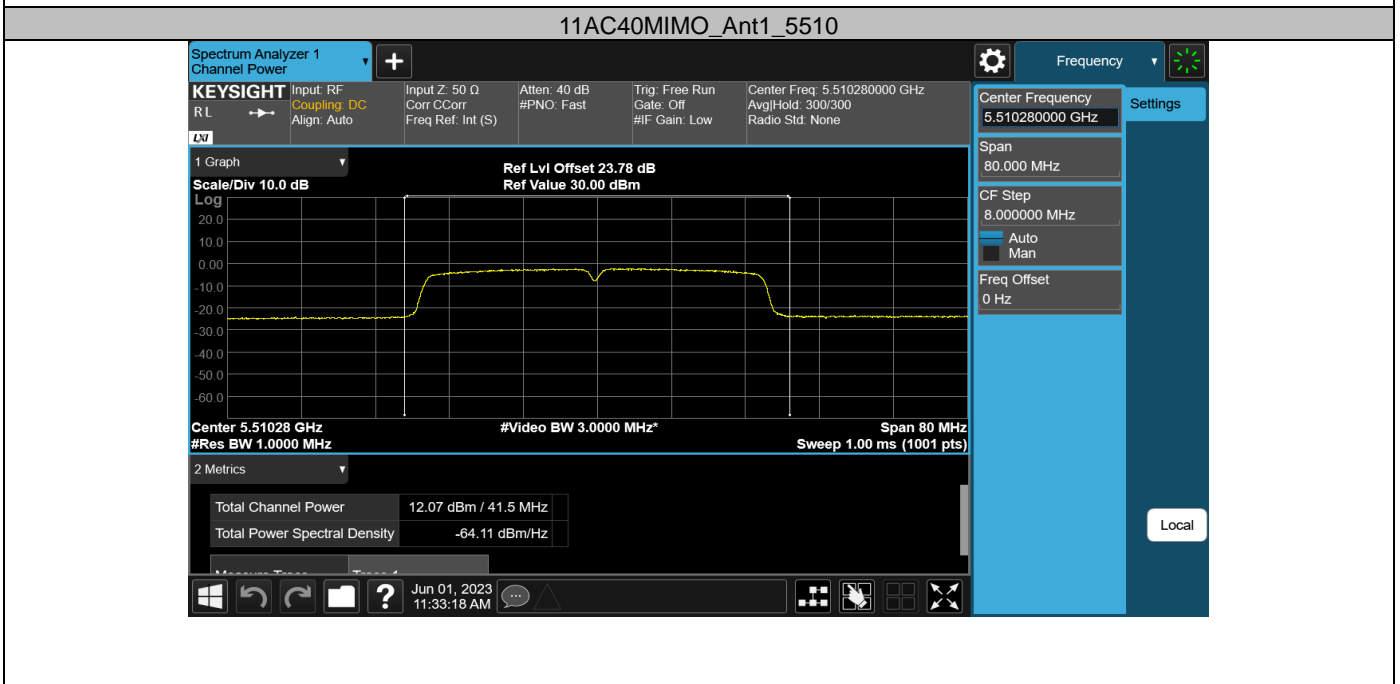 11AC40MIMO_Ant1_5510
Spectrum Analyzer 1
Channel Power
Frequency
KEYSIGHT
R L
LXI
Input: RF
Coupling: DC
Align: Auto
Input Z: 50 Ω
Corr CCorr
Freq Ref: Int (S)
Atten: 40 dB
#PNO: Fast
Trig: Free Run
Gate: Off
#IF Gain: Low
Center Freq: 5.510280000 GHz
Avg|Hold: 300/300
Radio Std: None
Center Frequency
5.510280000 GHz
Settings
Span
80.000 MHz
CF Step
8.000000 MHz
Auto
Man
Freq Offset
0 Hz
1 Graph
Scale/Div 10.0 dB
Ref Lvl Offset 23.78 dB
Ref Value 30.00 dBm
Log
20.0
10.0
0.00
-10.0
-20.0
-30.0
-40.0
-50.0
-60.0
Center 5.51028 GHz
#Video BW 3.0000 MHz*
Span 80 MHz
#Res BW 1.0000 MHz
Sweep 1.00 ms (1001 pts)
2 Metrics
Total Channel Power
12.07 dBm / 41.5 MHz
Total Power Spectral Density
-64.11 dBm/Hz
Local
?
Jun 01, 2023
11:33:18 AM